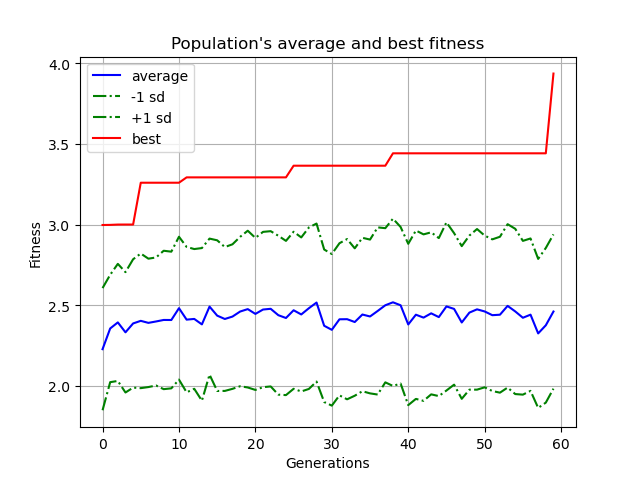 Population's average and best fitness
average
-1 sd
+1 sd
best
4.0
3.5
3.0
2.5
2.0
Fitness
0 10 20 30 40 50 60
Generations